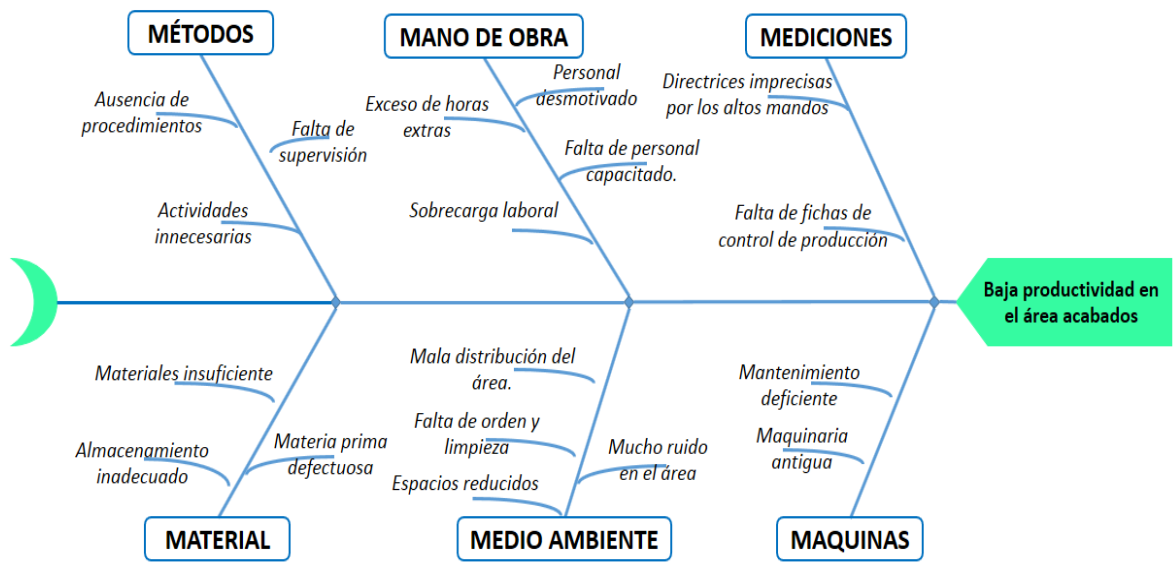 MÉTODOS
MANO DE OBRA
MEDICIONES
Ausencia de
procedimientos
Falta de
supervisión
Actividades
innecesarias
Personal
desmotivado
Exceso de horas
extras
Falta de personal
capacitado.
Sobrecarga laboral
Directrices imprecisas
por los altos mandos
Falta de fichas de
control de producción
Baja productividad en
el área acabados
Materiales insuficiente
Almacenamiento
inadecuado
Materia prima
defectuosa
Mala distribución del
área.
Falta de orden y
limpieza
Mucho ruido
en el área
Espacios reducidos
Mantenimiento
deficiente
Maquinaria
antigua
MATERIAL
MEDIO AMBIENTE
MAQUINAS